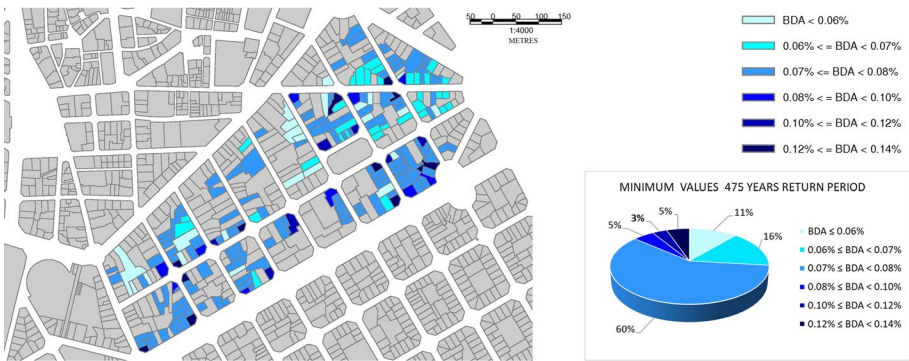 50 0 50 100 150
1:4000
METRES
BDA < 0.06%
0.06% <= BDA < 0.07%
0.07% <= BDA < 0.08%
0.08% <= BDA < 0.10%
0.10% <= BDA < 0.12%
0.12% <= BDA < 0.14%
MINIMUM VALUES 475 YEARS RETURN PERIOD
5%
3%
5%
11%
16%
60%
BDA ≤ 0.06%
0.06% ≤ BDA < 0.07%
0.07% ≤ BDA < 0.08%
0.08% ≤ BDA < 0.10%
0.10% ≤ BDA < 0.12%
0.12% ≤ BDA < 0.14%